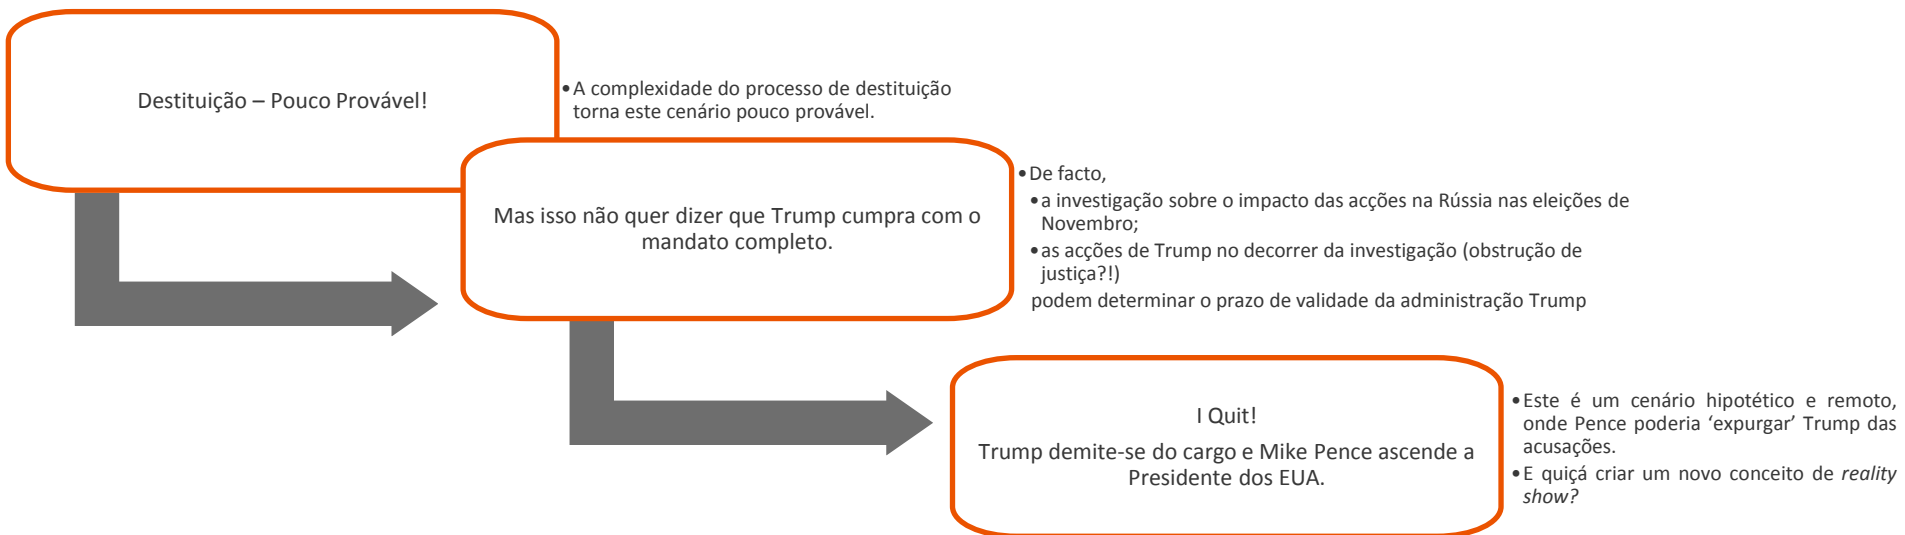 Destituição – Pouco Provável!
•A complexidade do processo de destituição
torna este cenário pouco provável.
Mas isso não quer dizer que Trump cumpra com o
mandato completo.
•De facto,
•a investigação sobre o impacto das acções na Rússia nas eleições de
Novembro;
•as acções de Trump no decorrer da investigação (obstrução de
justiça?!)
podem determinar o prazo de validade da administração Trump
I Quit!
Trump demite-se do cargo e Mike Pence ascende a
Presidente dos EUA.
•Este é um cenário hipotético e remoto,
onde Pence poderia ‘expurgar’ Trump das
acusações.
•E quiçá criar um novo conceito de reality
show?